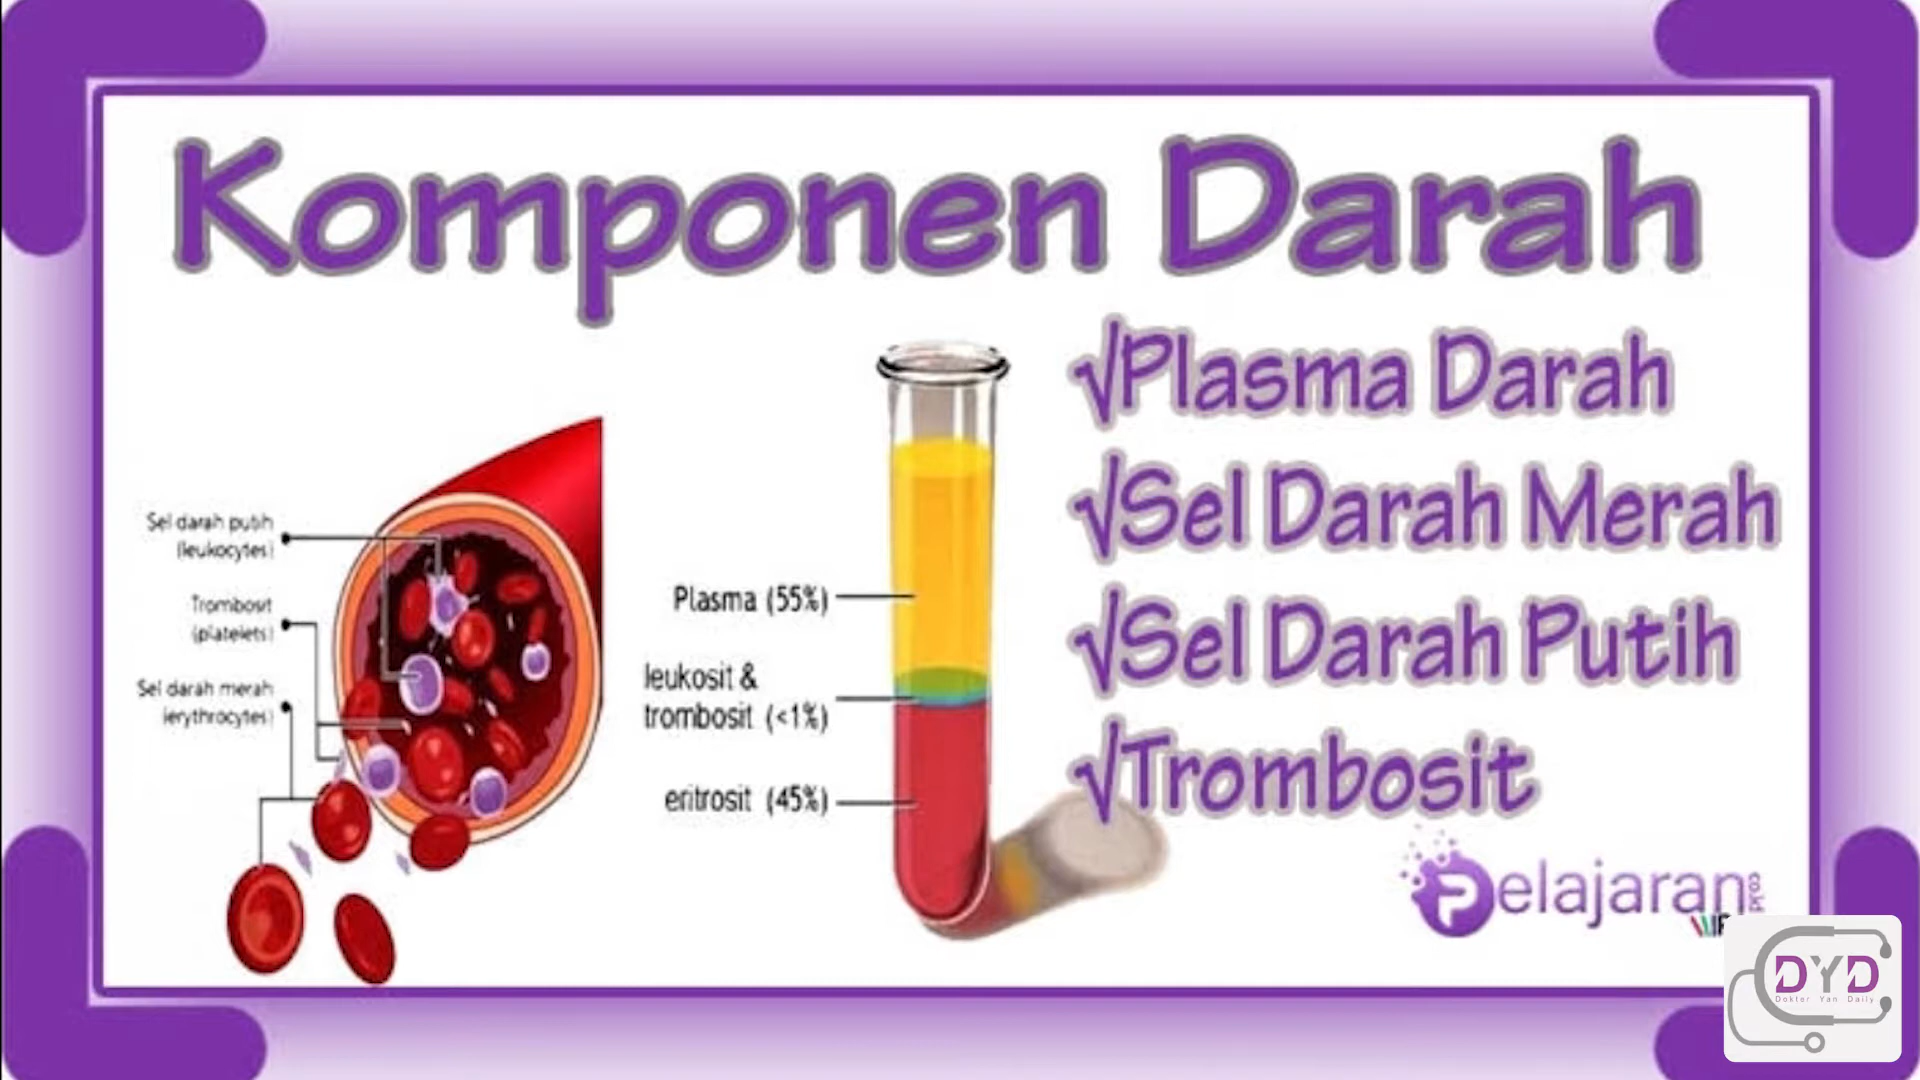 Komponen Darah
√Plasma Darah
√Sel Darah Merah
√Sel Darah Putih
√Trombosit
Sel darah putih
(leukocytes)
Trombosit
(platelets)
Sel darah merah
(erythrocytes)
Plasma (55%)
leukosit &
trombosit (<1%)
eritrosit (45%)
Pelajaran
DYD
Dokter Yan Daily